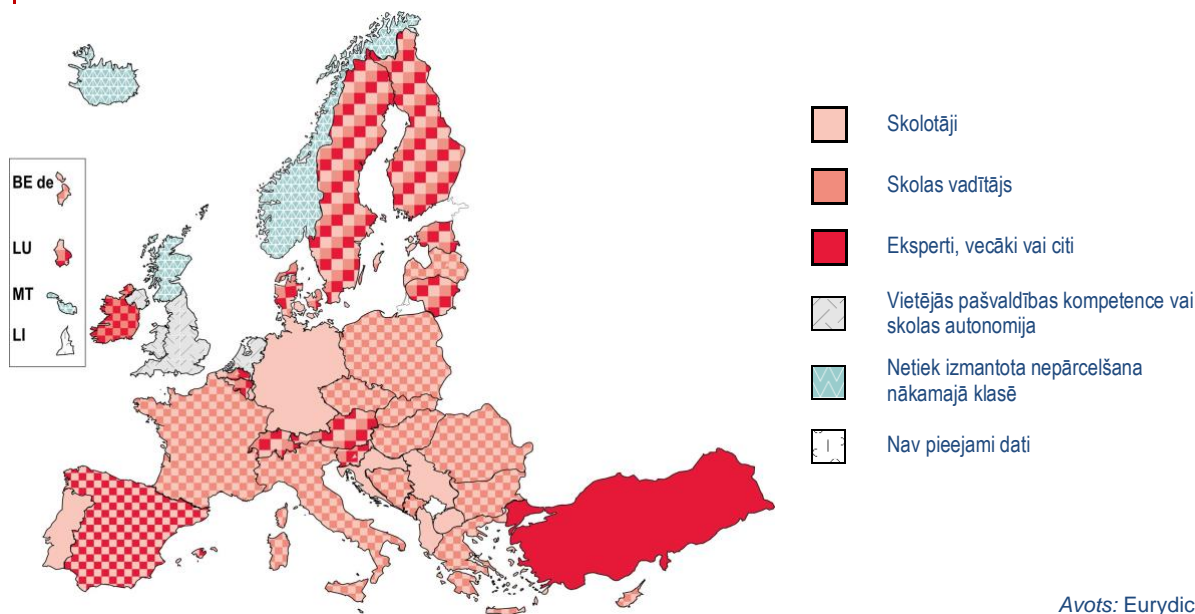 BE de
LU
MT
LI
Skolotāji
Skolas vadītājs
Eksperti, vecāki vai citi
Vietējās pašvaldības kompetence vai
skolas autonomija
Netiek izmantota nepārcelšana
nākamajā klasē
Nav pieejami dati
Avots: Eurydic